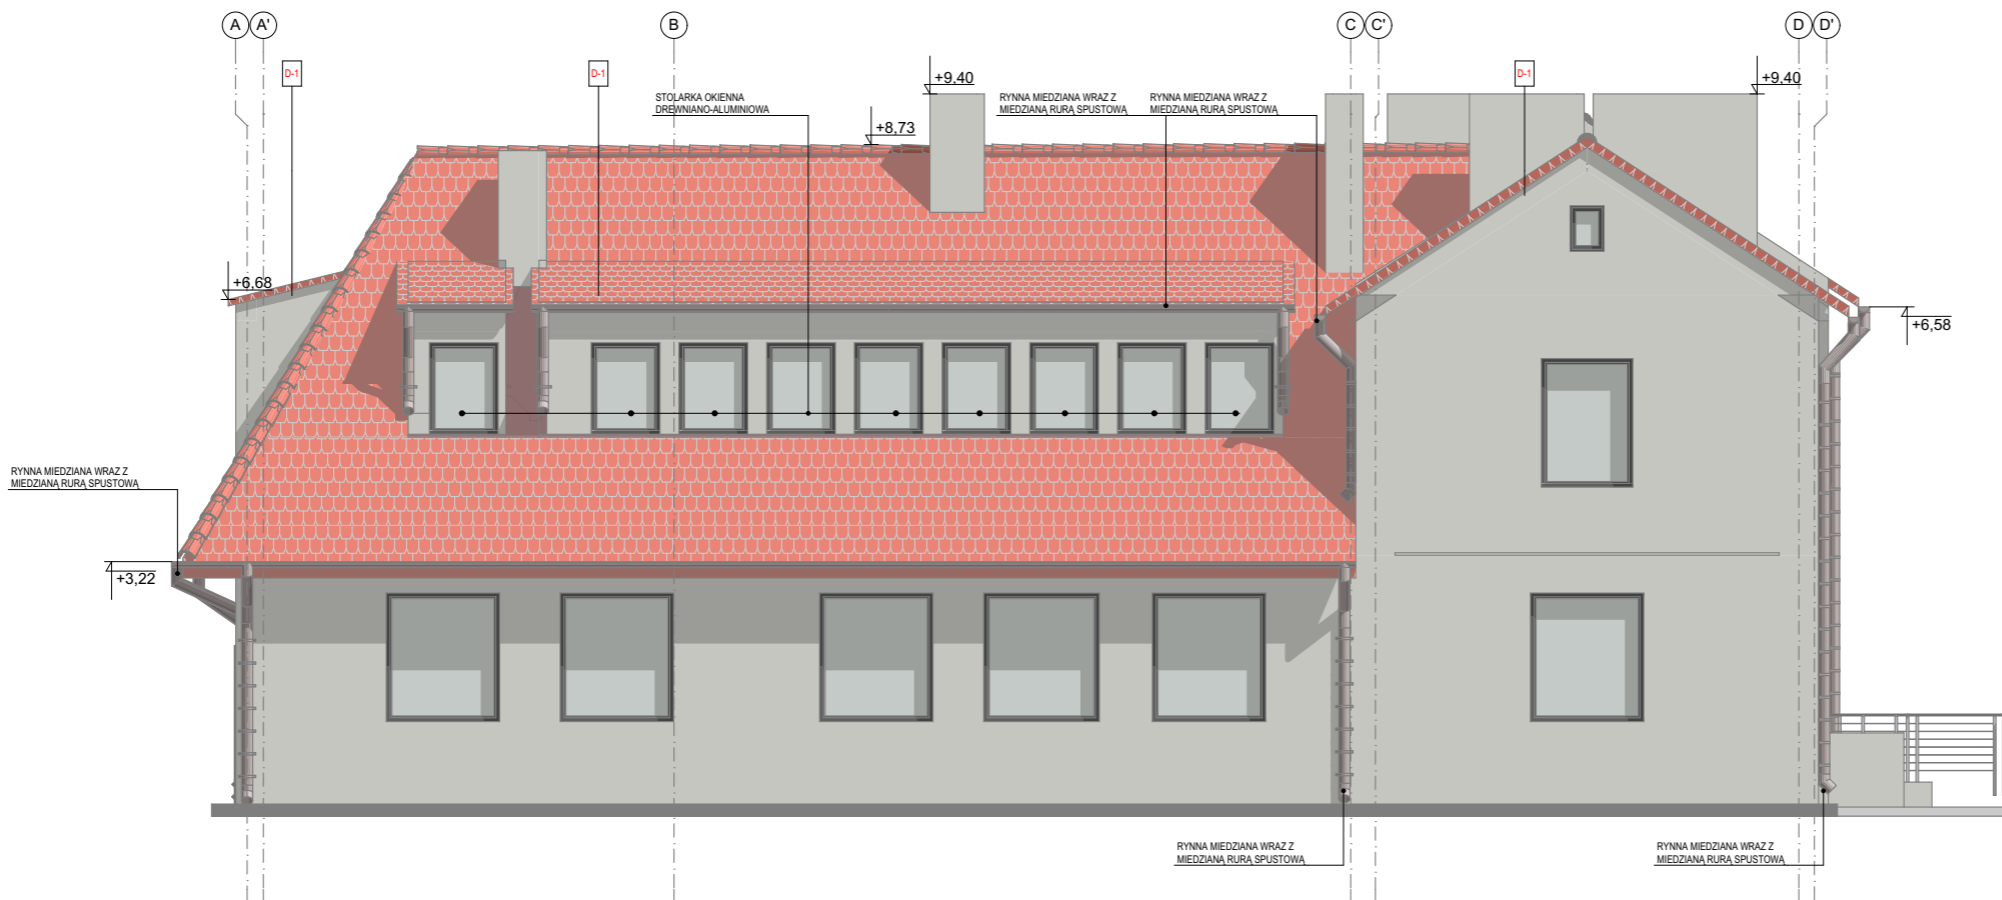 A A' B C C' D D'
D-1 D-1 D-1
+9,40 +9,40
STOLARKA OKIENNA
DREWNIANO-ALUMINIOWA
RYNNA MIEDZIANA WRAZ Z
MIEDZIANĄ RURĄ SPUSTOWĄ
RYNNA MIEDZIANA WRAZ Z
MIEDZIANĄ RURĄ SPUSTOWĄ
+8,73
+6,68
+6,58
RYNNA MIEDZIANA WRAZ Z
MIEDZIANĄ RURĄ SPUSTOWĄ
+3,22
RYNNA MIEDZIANA WRAZ Z
MIEDZIANĄ RURĄ SPUSTOWĄ
RYNNA MIEDZIANA WRAZ Z
MIEDZIANĄ RURĄ SPUSTOWĄ